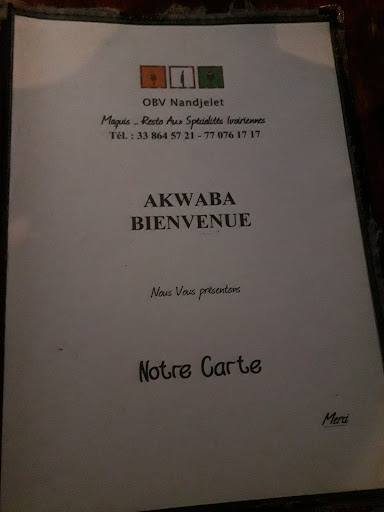 OBV Nandjelet
Maquis - Resto Aux Spécialités Ivoiriennes
Tél. : 33 864 57 21 - 77 076 17 17
AKWABA
BIENVENUE
Nous Vous présentons
Notre Carte
Merci